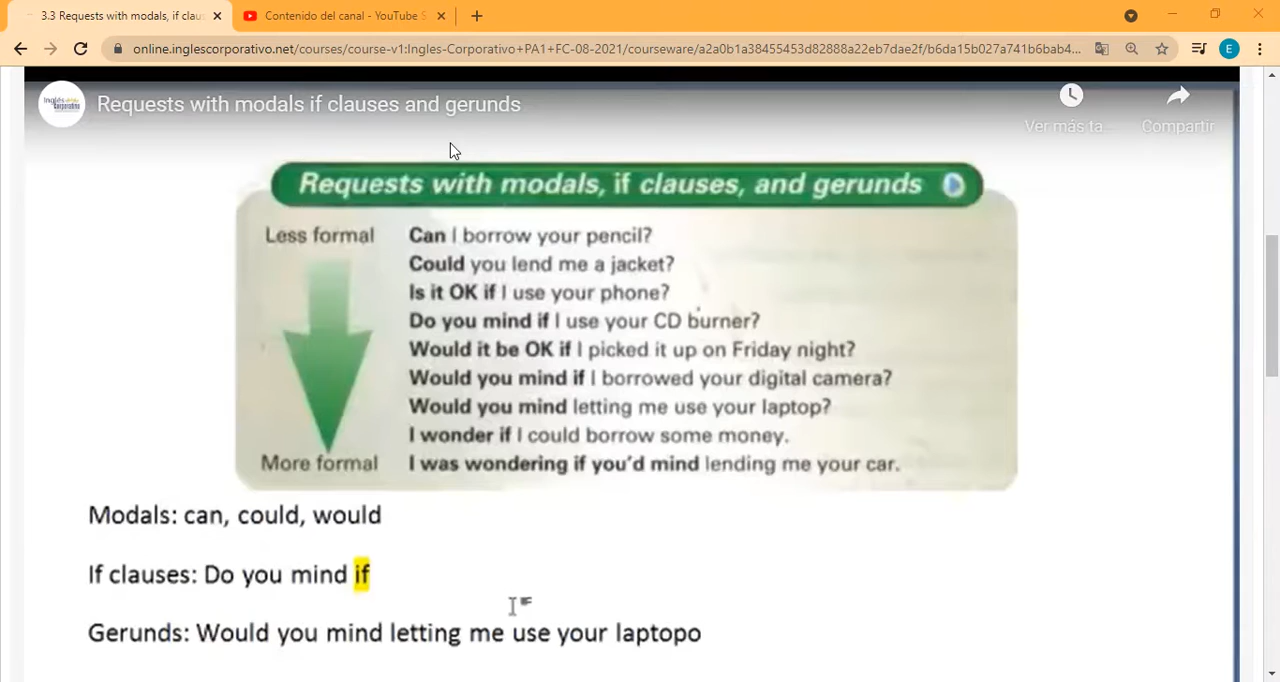 3.3 Requests with modals, if clau
Contenido del canal - YouTube S
online.inglescorporativo.net/courses/course-v1:Ingles-Corporativo+PA1+FC-08-2021/courseware/a2a0b1a38455453d82888a22eb7dae2f/b6da15b027a741b6bab4...
E
Requests with modals if clauses and gerunds
Ver más ta...
Compartir
Requests with modals, if clauses, and gerunds
Less formal
Can I borrow your pencil?
Could you lend me a jacket?
Is it OK if I use your phone?
Do you mind if I use your CD burner?
Would it be OK if I picked it up on Friday night?
Would you mind if I borrowed your digital camera?
Would you mind letting me use your laptop?
I wonder if I could borrow some money.
More formal
I was wondering if you'd mind lending me your car.
Modals: can, could, would
If clauses: Do you mind if
Gerunds: Would you mind letting me use your laptopo